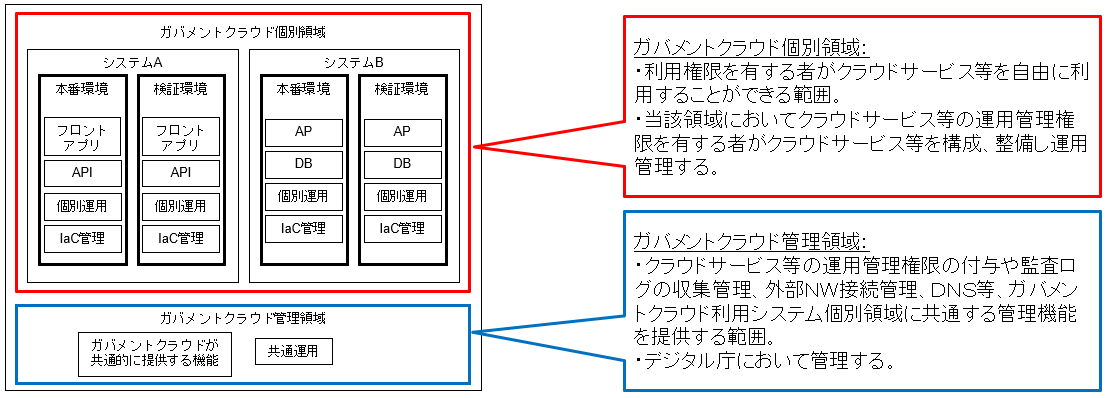 ガバメントクラウド個別領域
システムA
本番環境
フロント
アプリ
API
個別運用
IaC管理
検証環境
フロント
アプリ
API
個別運用
IaC管理
システムB
本番環境
AP
DB
個別運用
IaC管理
検証環境
AP
DB
個別運用
IaC管理
ガバメントクラウド管理領域
ガバメントクラウドが
共通的に提供する機能
共通運用
ガバメントクラウド個別領域:
・利用権限を有する者がクラウドサービス等を自由に利
用することができる範囲。
・当該領域においてクラウドサービス等の運用管理権
限を有する者がクラウドサービス等を構成、整備し運用
管理する。
ガバメントクラウド管理領域:
・クラウドサービス等の運用管理権限の付与や監査ロ
グの収集管理、外部NW接続管理、DNS等、ガバメン
トクラウド利用システム個別領域に共通する管理機能
を提供する範囲。
・デジタル庁において管理する。